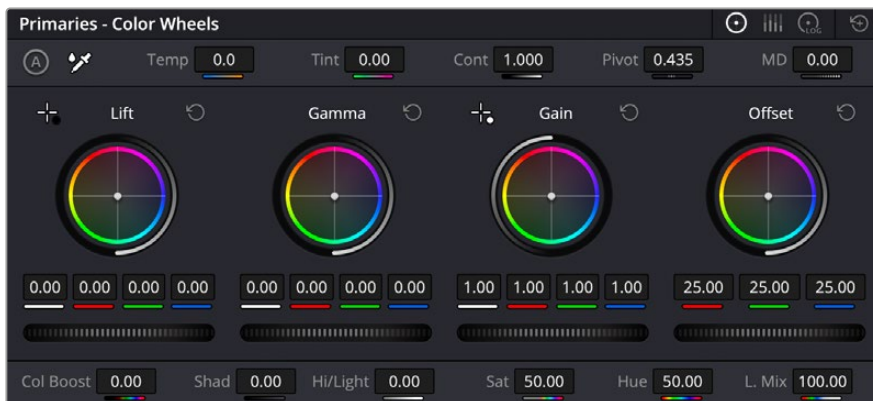 Primaries - Color Wheels
LOG
A
Temp 0.0 Tint 0.00 Cont 1.000 Pivot 0.435 MD 0.00
Lift Gamma Gain Offset
0.00 0.00 0.00 0.00 0.00 0.00 0.00 0.00 1.00 1.00 1.00 1.00 25.00 25.00 25.00
Col Boost 0.00 Shad 0.00 Hi/Light 0.00 Sat 50.00 Hue 50.00 L. Mix 100.00